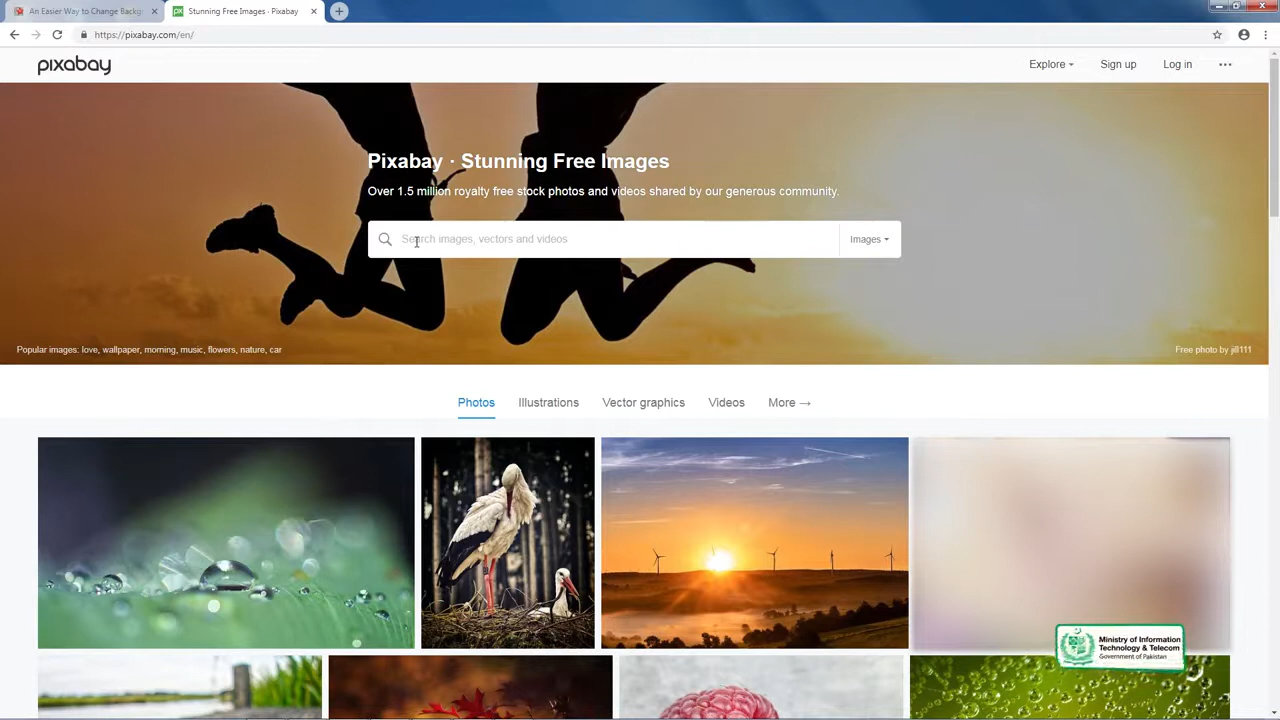 An Easier Way to Change Backg
Stunning Free Images - Pixabay
https://pixabay.com/en/
pixabay
Explore
Sign up
Log in
Pixabay · Stunning Free Images
Over 1.5 million royalty free stock photos and videos shared by our generous community.
Search images, vectors and videos
Images
Popular images: love, wallpaper, morning, music, flowers, nature, car
Free photo by jill111
Photos
Illustrations
Vector graphics
Videos
More →
Ministry of Information
Technology & Telecom
Government of Pakistan